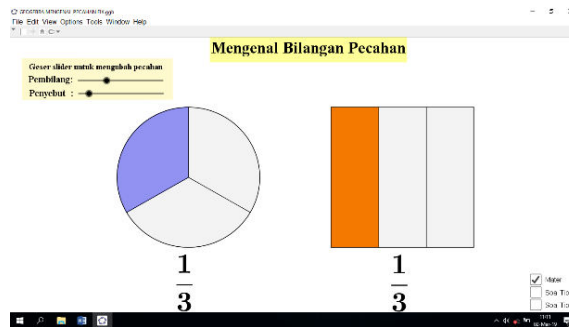 File Edit View Options Tools Window Help
Mengenal Bilangan Pecahan
Geser slider untuk mengubah pecahan
Pembilang:
Penyebut :
1
3
1
3
Materi